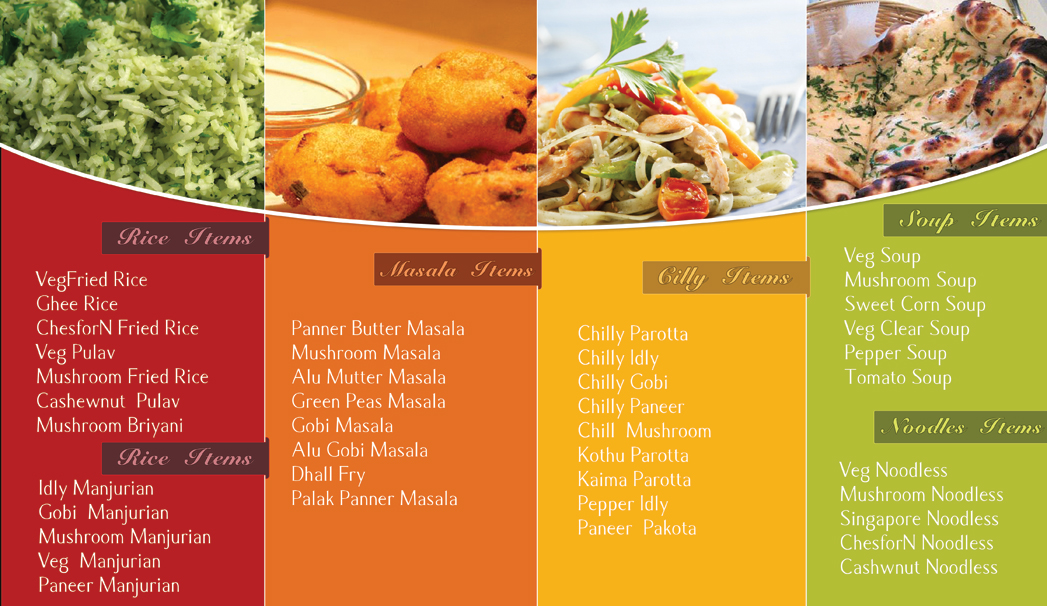 Rice Items
VegFried Rice
Ghee Rice
ChesforN Fried Rice
Veg Pulav
Mushroom Fried Rice
Cashewnut Pulav
Mushroom Briyani
Rice Items
Idly Manjurian
Gobi Manjurian
Mushroom Manjurian
Veg Manjurian
Paneer Manjurian
Masala Items
Panner Butter Masala
Mushroom Masala
Alu Mutter Masala
Green Peas Masala
Gobi Masala
Alu Gobi Masala
Dhall Fry
Palak Panner Masala
Cilly Items
Chilly Parotta
Chilly Idly
Chilly Gobi
Chilly Paneer
Chill Mushroom
Kothu Parotta
Kaima Parotta
Pepper Idly
Paneer Pakota
Soup Items
Veg Soup
Mushroom Soup
Sweet Corn Soup
Veg Clear Soup
Pepper Soup
Tomato Soup
Noodles Items
Veg Noodless
Mushroom Noodless
Singapore Noodless
ChesforN Noodless
Cashwnut Noodless